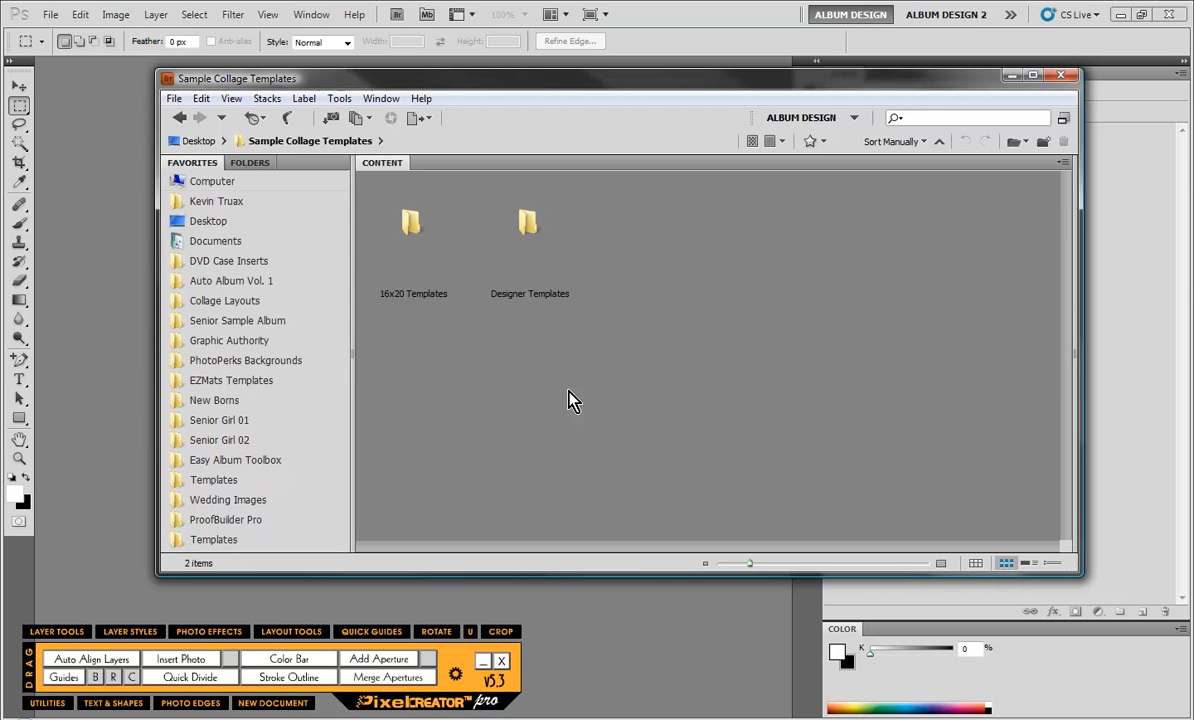 Ps File Edit Image Layer Select Filter View Window Help Br Mb 100% ALBUM DESIGN ALBUM DESIGN 2 CS Live
Feather: 0 px Anti-alias Style: Normal Width: Height: Refine Edge...
Br Sample Collage Templates
File Edit View Stacks Label Tools Window Help
ALBUM DESIGN
Desktop Sample Collage Templates Sort Manually
FAVORITES FOLDERS CONTENT
Computer
Kevin Truax
Desktop
Documents
DVD Case Inserts
Auto Album Vol. 1
Collage Layouts
Senior Sample Album
Graphic Authority
PhotoPerks Backgrounds
EZMats Templates
New Borns
Senior Girl 01
Senior Girl 02
Easy Album Toolbox
Templates
Wedding Images
ProofBuilder Pro
Templates
16x20 Templates Designer Templates
2 items
LAYER TOOLS LAYER STYLES PHOTO EFFECTS LAYOUT TOOLS QUICK GUIDES ROTATE U CROP
DRAG
Auto Align Layers Insert Photo Color Bar Add Aperture _ X
Guides B R C Quick Divide Stroke Outline Merge Apertures v5.3
UTILITIES TEXT & SHAPES PHOTO EDGES NEW DOCUMENT PixelCREATOR™ pro
COLOR
K 0 %